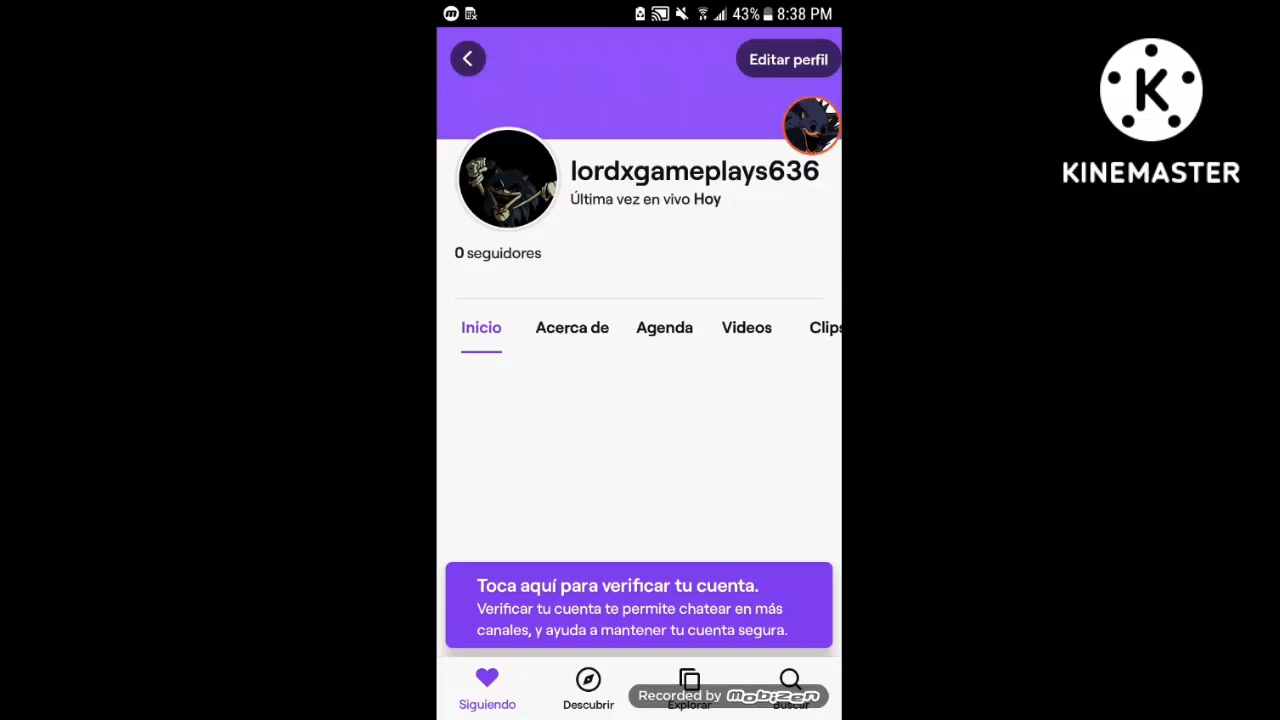 43% 8:38 PM
Editar perfil
K
KINEMASTER
lordxgameplays636
Última vez en vivo Hoy
0 seguidores
Inicio Acerca de Agenda Videos Clips
Toca aquí para verificar tu cuenta.
Verificar tu cuenta te permite chatear en más
canales, y ayuda a mantener tu cuenta segura.
Siguiendo Descubrir Explorar Buscar
Recorded by mobizen